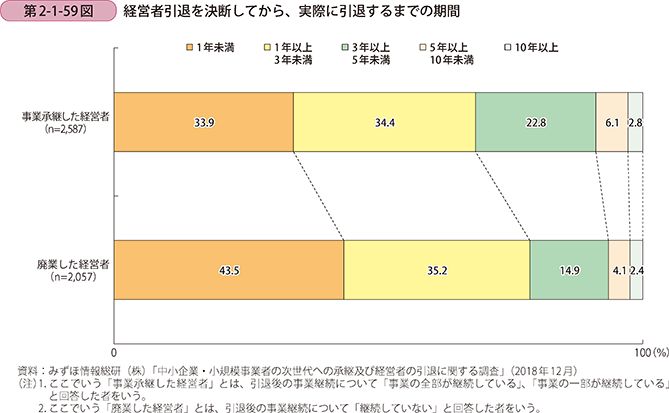 第2-1-59図 経営者引退を決断してから、実際に引退するまでの期間
1年未満 1年以上 3年未満 3年以上 5年未満 5年以上 10年未満 10年以上
事業承継した経営者
(n=2,587)
33.9 34.4 22.8 6.1 2.8
廃業した経営者
(n=2,057)
43.5 35.2 14.9 4.1 2.4
0 100(%)
資料:みずほ情報総研(株)「中小企業・小規模事業者の次世代への承継及び経営者の引退に関する調査」(2018年12月)
(注)1.ここでいう「事業承継した経営者」とは、引退後の事業継続について「事業の全部が継続している」、「事業の一部が継続している」
と回答した者をいう。
2.ここでいう「廃業した経営者」とは、引退後の事業継続について「継続していない」と回答した者をいう。